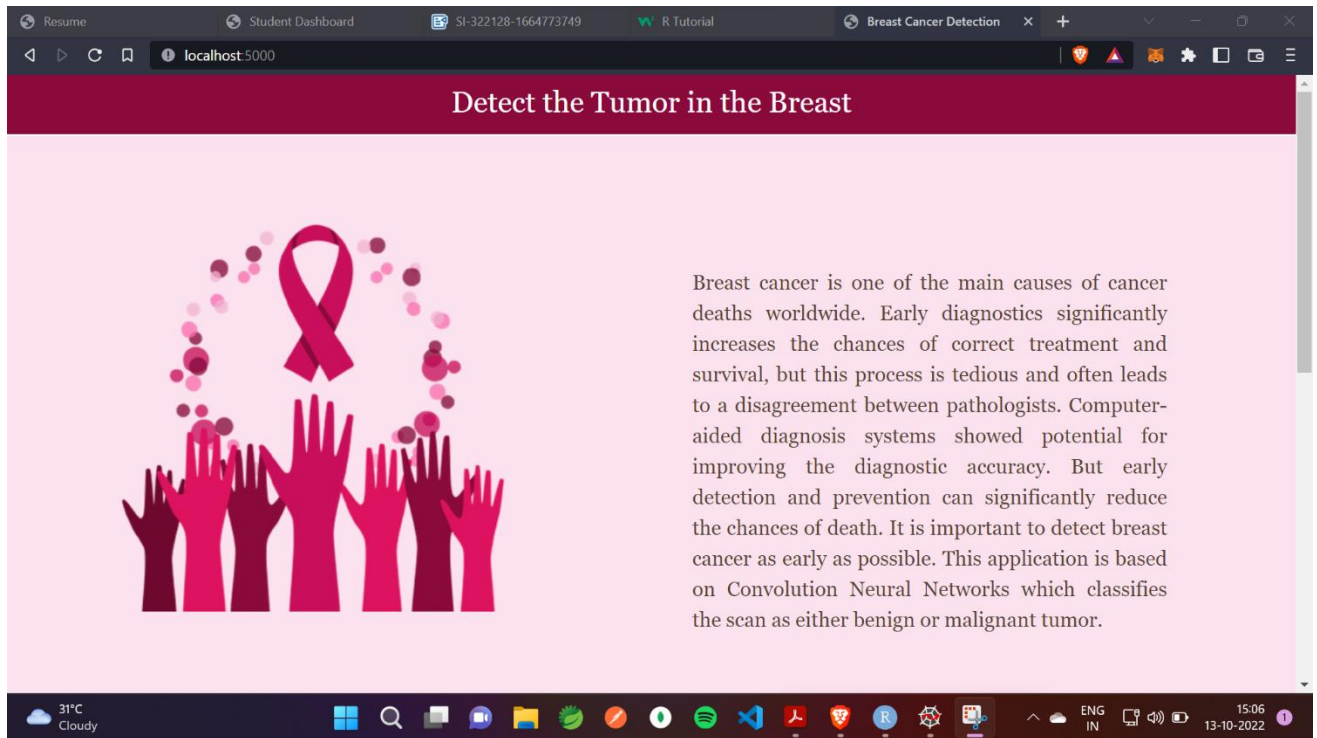 Resume
Student Dashboard
SI-322128-1664773749
R Tutorial
Breast Cancer Detection
localhost:5000
Detect the Tumor in the Breast
Breast cancer is one of the main causes of cancer
deaths worldwide. Early diagnostics significantly
increases the chances of correct treatment and
survival, but this process is tedious and often leads
to a disagreement between pathologists. Computer-
aided diagnosis systems showed potential for
improving the diagnostic accuracy. But early
detection and prevention can significantly reduce
the chances of death. It is important to detect breast
cancer as early as possible. This application is based
on Convolution Neural Networks which classifies
the scan as either benign or malignant tumor.
31°C
Cloudy
R
ENG
IN
15:06
13-10-2022
1